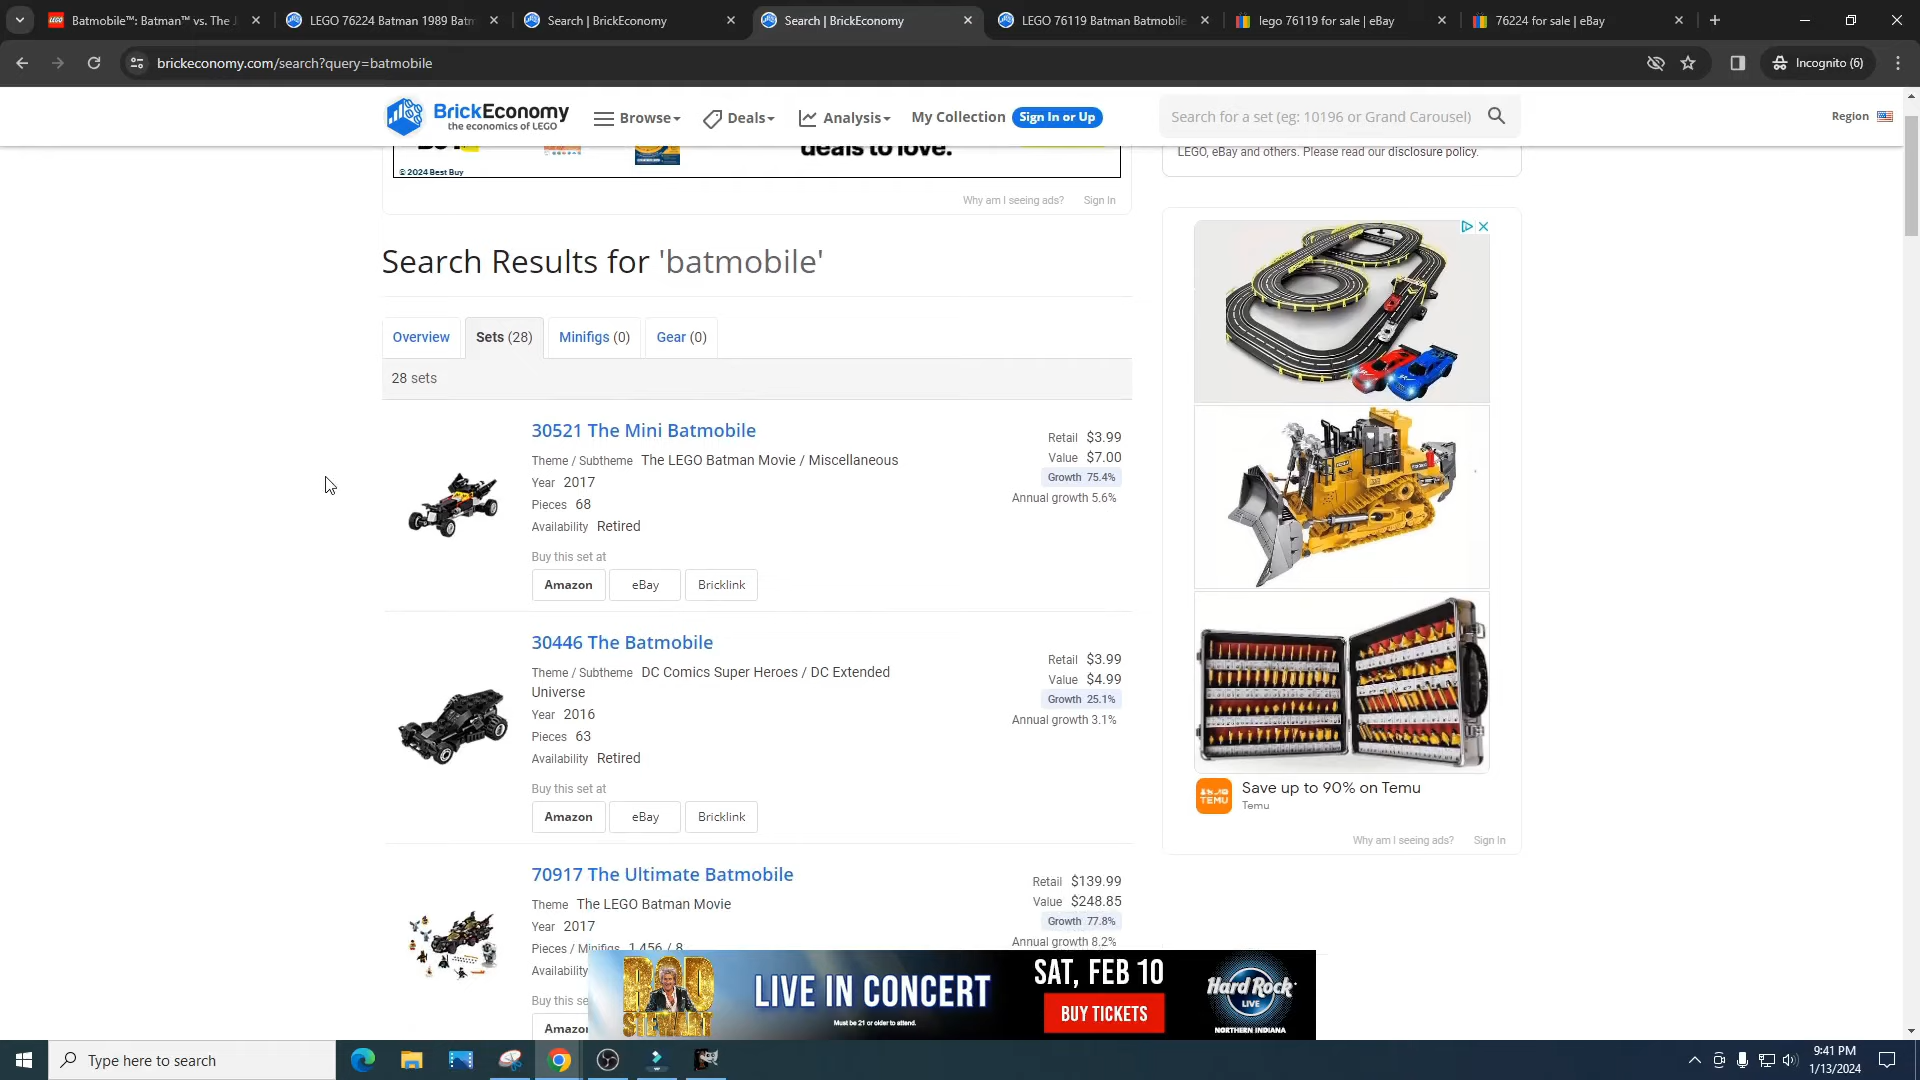 Batmobile™: Batman™ vs. The J
LEGO 76224 Batman 1989 Batm
Search | BrickEconomy
Search | BrickEconomy
LEGO 76119 Batman Batmobile
lego 76119 for sale | eBay
76224 for sale | eBay
brickeconomy.com/search?query=batmobile
Incognito (6)
BrickEconomy
the economics of LEGO
Browse
Deals
Analysis
My Collection
Sign In or Up
Search for a set (eg: 10196 or Grand Carousel)
Region
deals to love.
© 2024 Best Buy
LEGO, eBay and others. Please read our disclosure policy.
Why am I seeing ads? Sign In
Search Results for 'batmobile'
Overview
Sets (28)
Minifigs (0)
Gear (0)
28 sets
30521 The Mini Batmobile
Theme / Subtheme The LEGO Batman Movie / Miscellaneous
Year 2017
Pieces 68
Availability Retired
Buy this set at
Amazon
eBay
Bricklink
Retail $3.99
Value $7.00
Growth 75.4%
Annual growth 5.6%
30446 The Batmobile
Theme / Subtheme DC Comics Super Heroes / DC Extended
Universe
Year 2016
Pieces 63
Availability Retired
Buy this set at
Amazon
eBay
Bricklink
Retail $3.99
Value $4.99
Growth 25.1%
Annual growth 3.1%
70917 The Ultimate Batmobile
Theme The LEGO Batman Movie
Year 2017
Pieces / Minifigs 1,456 / 8
Availability
Buy this se
Amazon
Retail $139.99
Value $248.85
Growth 77.8%
Annual growth 8.2%
TEMU
Save up to 90% on Temu
Temu
Why am I seeing ads? Sign In
ROD
STEWART
LIVE IN CONCERT
Must be 21 or older to attend.
SAT, FEB 10
BUY TICKETS
Hard Rock
LIVE
NORTHERN INDIANA
Type here to search
9:41 PM
1/13/2024